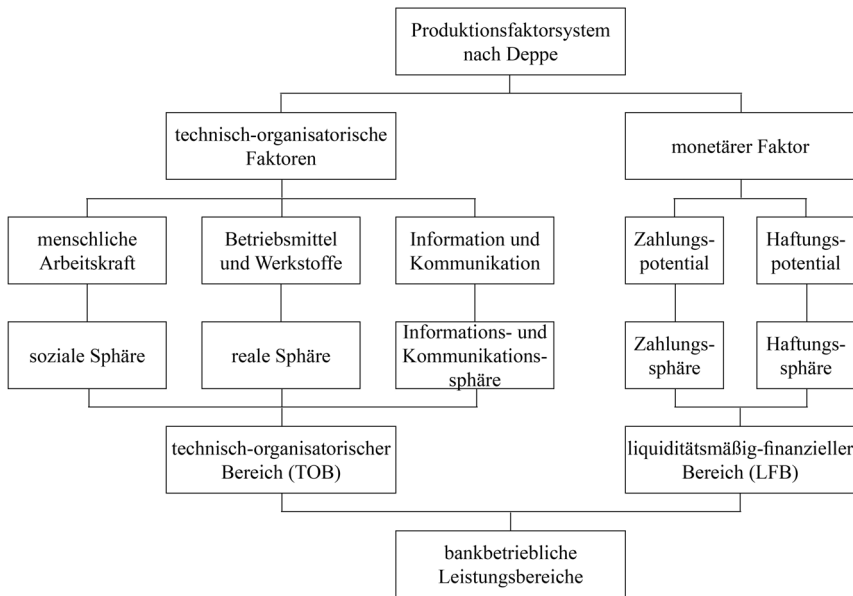 Produktionsfaktorsystem
nach Deppe
technisch-organisatorische
Faktoren
monetärer Faktor
menschliche
Arbeitskraft
Betriebsmittel
und Werkstoffe
Information und
Kommunikation
Zahlungs-
potential
Haftungs-
potential
soziale Sphäre
reale Sphäre
Informations- und
Kommunikations-
sphäre
Zahlungs-
sphäre
Haftungs-
sphäre
technisch-organisatorischer
Bereich (TOB)
liquiditätsmäßig-finanzieller
Bereich (LFB)
bankbetriebliche
Leistungsbereiche